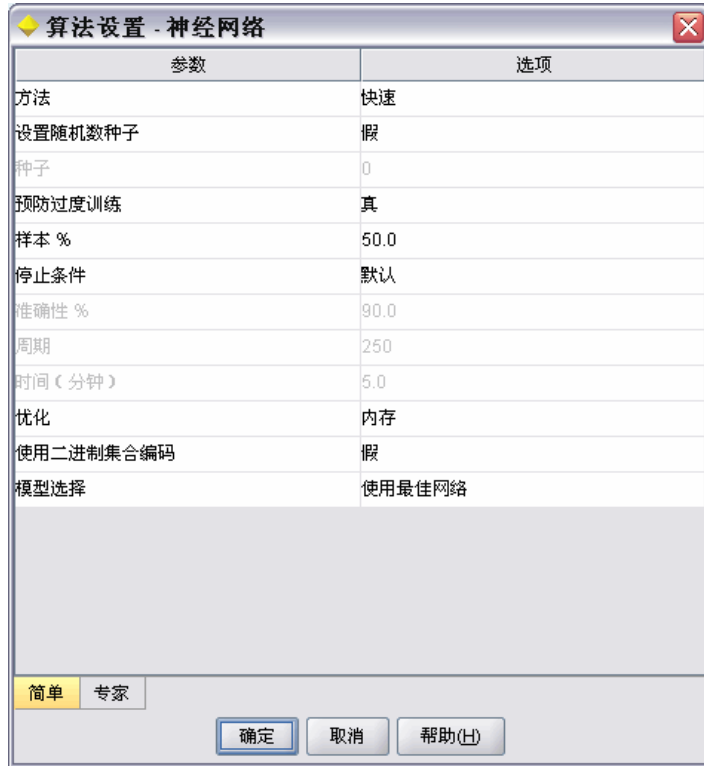 算法设置 - 神经网络
参数 选项
方法 快速
设置随机数种子 假
种子 0
预防过度训练 真
样本 % 50.0
停止条件 默认
准确性 % 90.0
周期 250
时间（分钟） 5.0
优化 内存
使用二进制集合编码 假
模型选择 使用最佳网络
简单 专家
确定 取消 帮助(H)